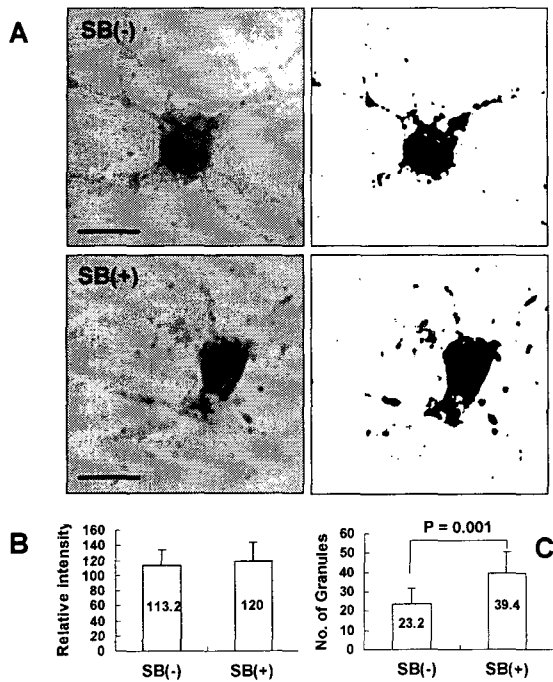 A
SB(-)
SB(+)
B
Relative intensity
160
140
120
100
80
60
40
20
0
113.2
120
SB(-)
SB(+)
C
P = 0.001
No. of Granules
60
50
40
30
20
10
0
23.2
39.4
SB(-)
SB(+)